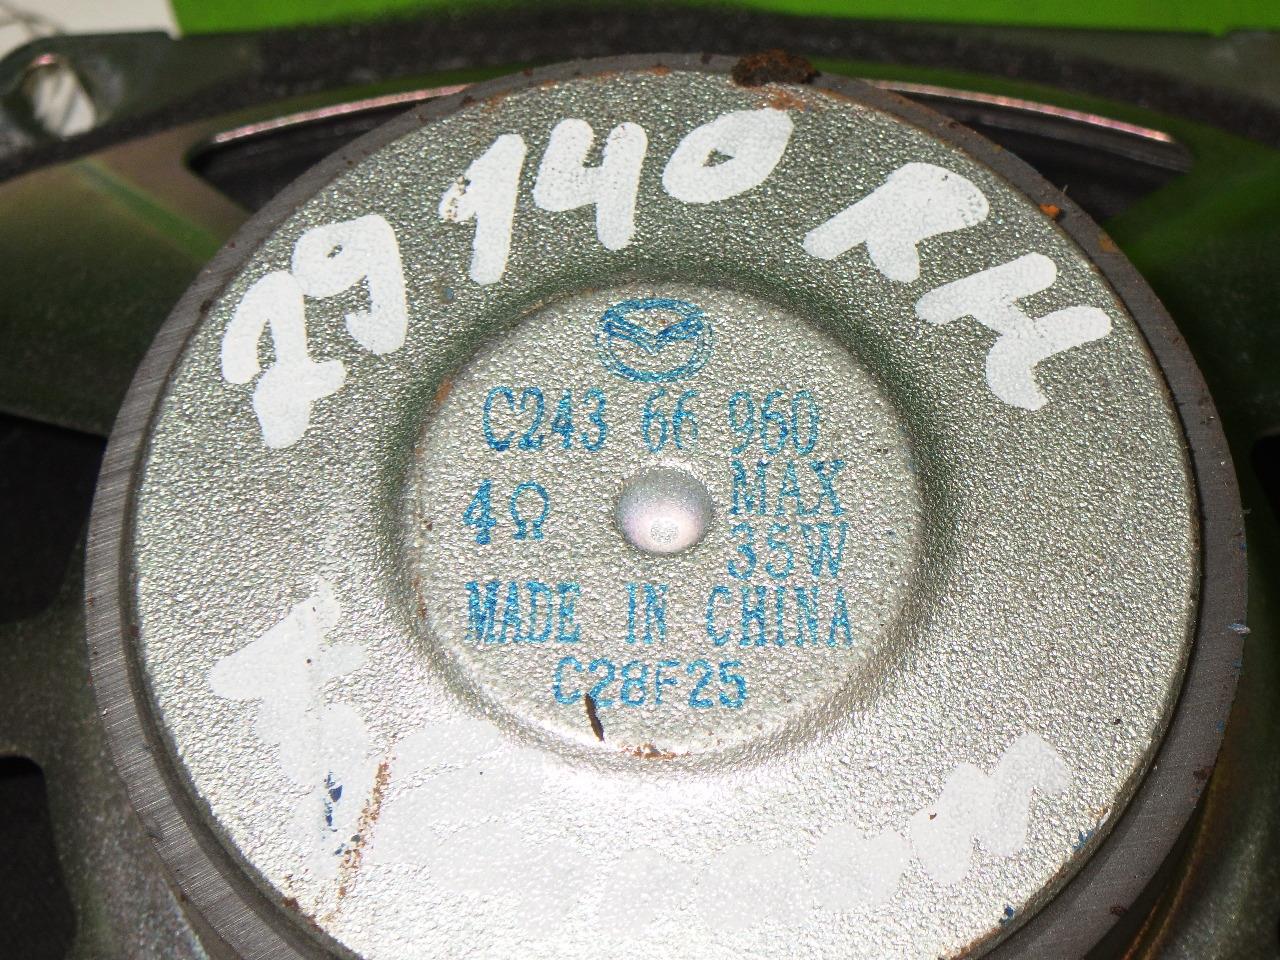 29140 RH
C243 66 960
4Ω MAX 35W
MADE IN CHINA
C28F25